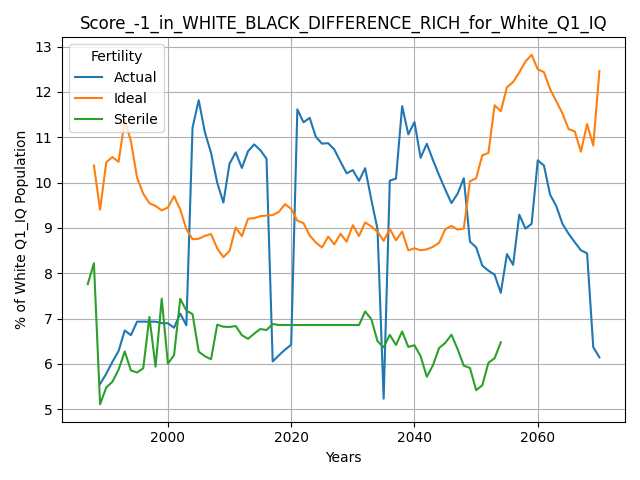 Score_-1_in_WHITE_BLACK_DIFFERENCE_RICH_for_White_Q1_IQ
Fertility
Actual
Ideal
Sterile
% of White Q1_IQ Population
13
12
11
10
9
8
7
6
5
2000
2020
2040
2060
Years